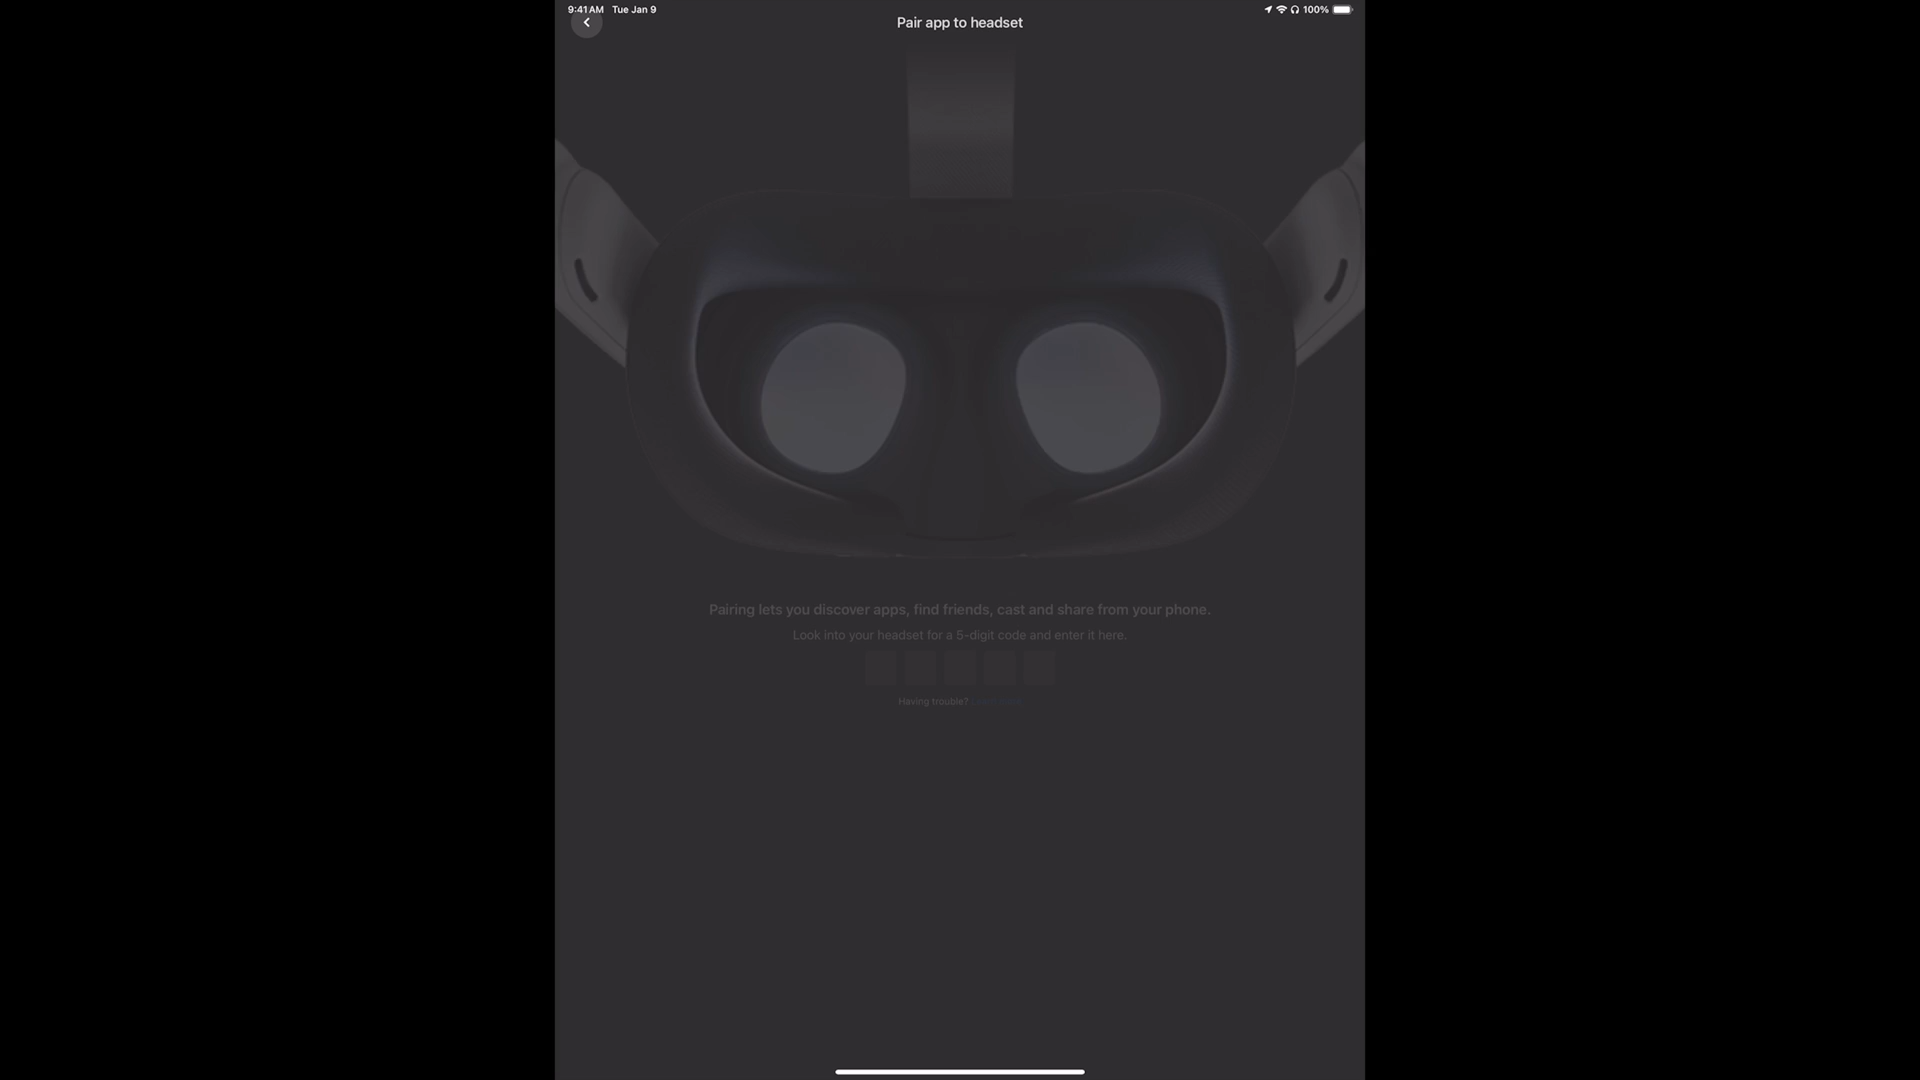 9:41 AM Tue Jan 9
100%
Pair app to headset
Pairing lets you discover apps, find friends, cast and share from your phone.
Look into your headset for a 5-digit code and enter it here.
Having trouble?